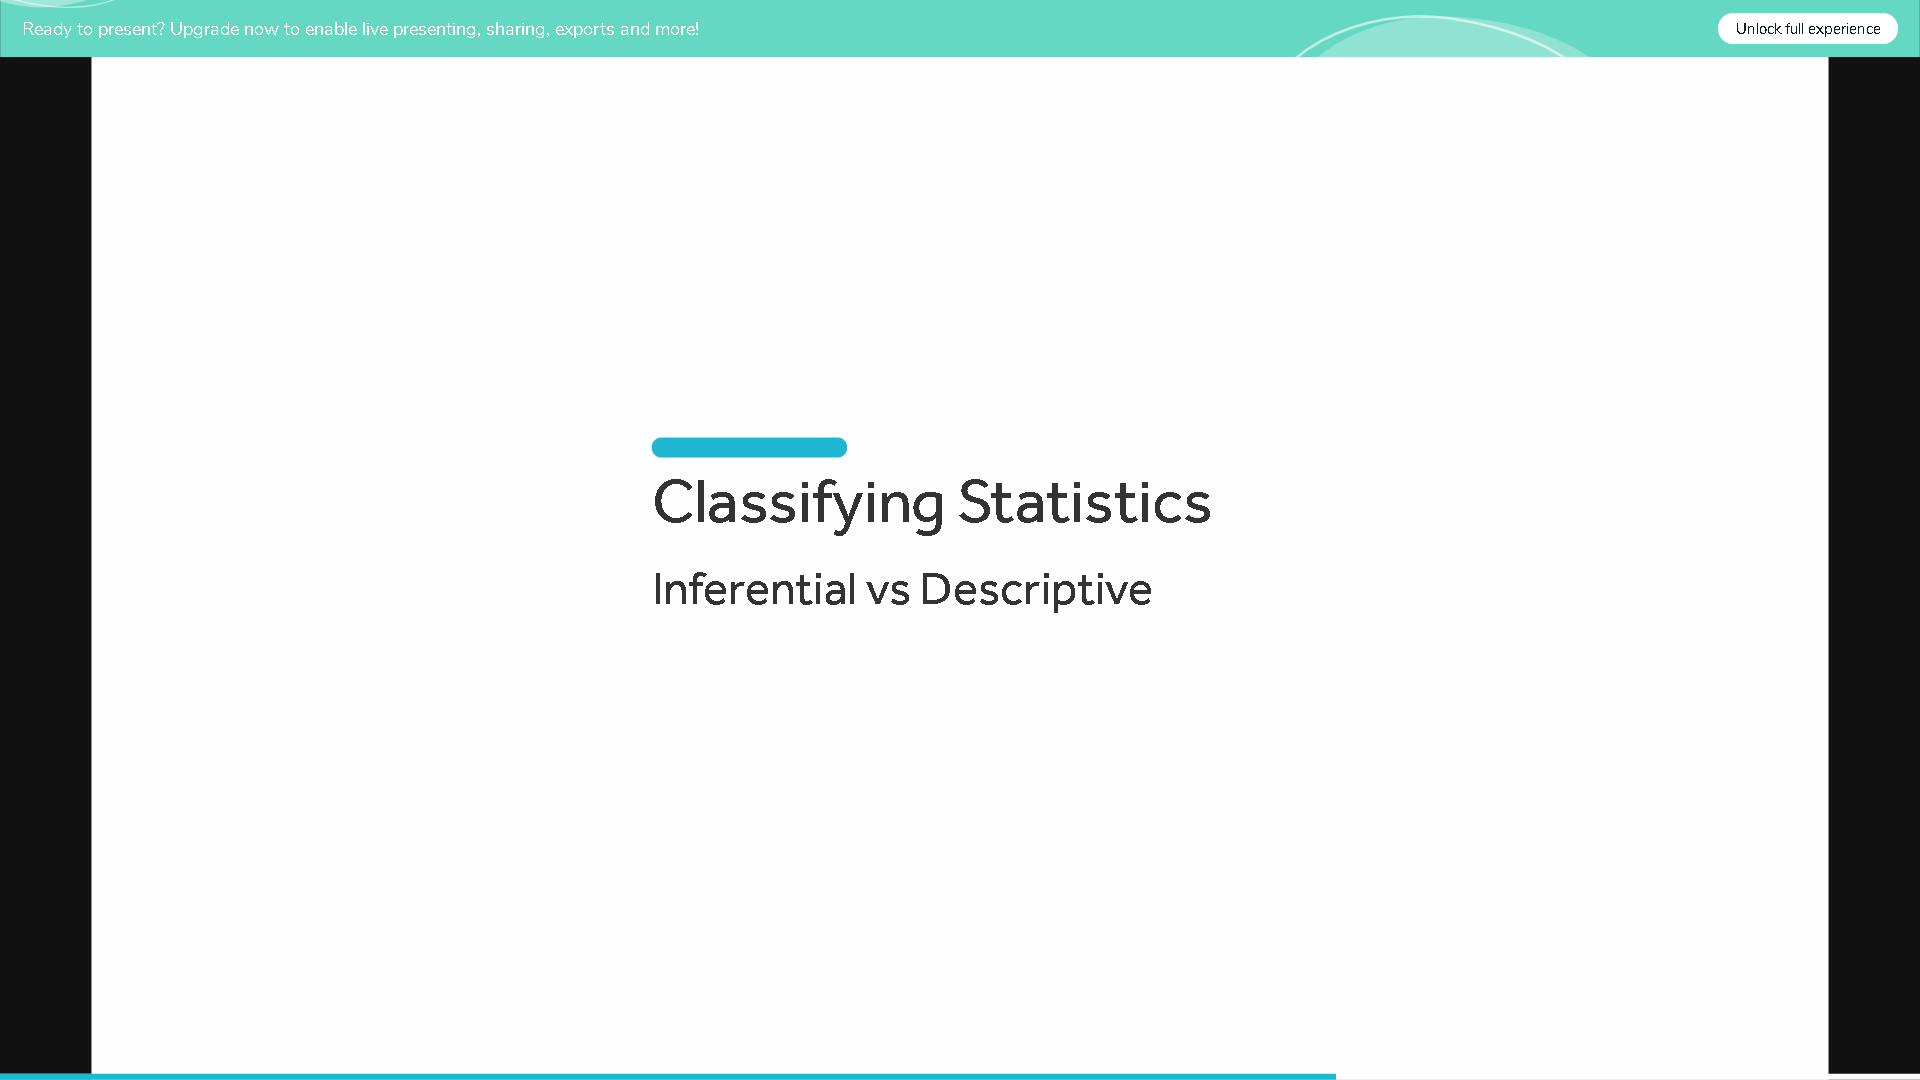 Ready to present? Upgrade now to enable live presenting, sharing, exports and more!
Unlock full experience
Classifying Statistics
Inferential vs Descriptive